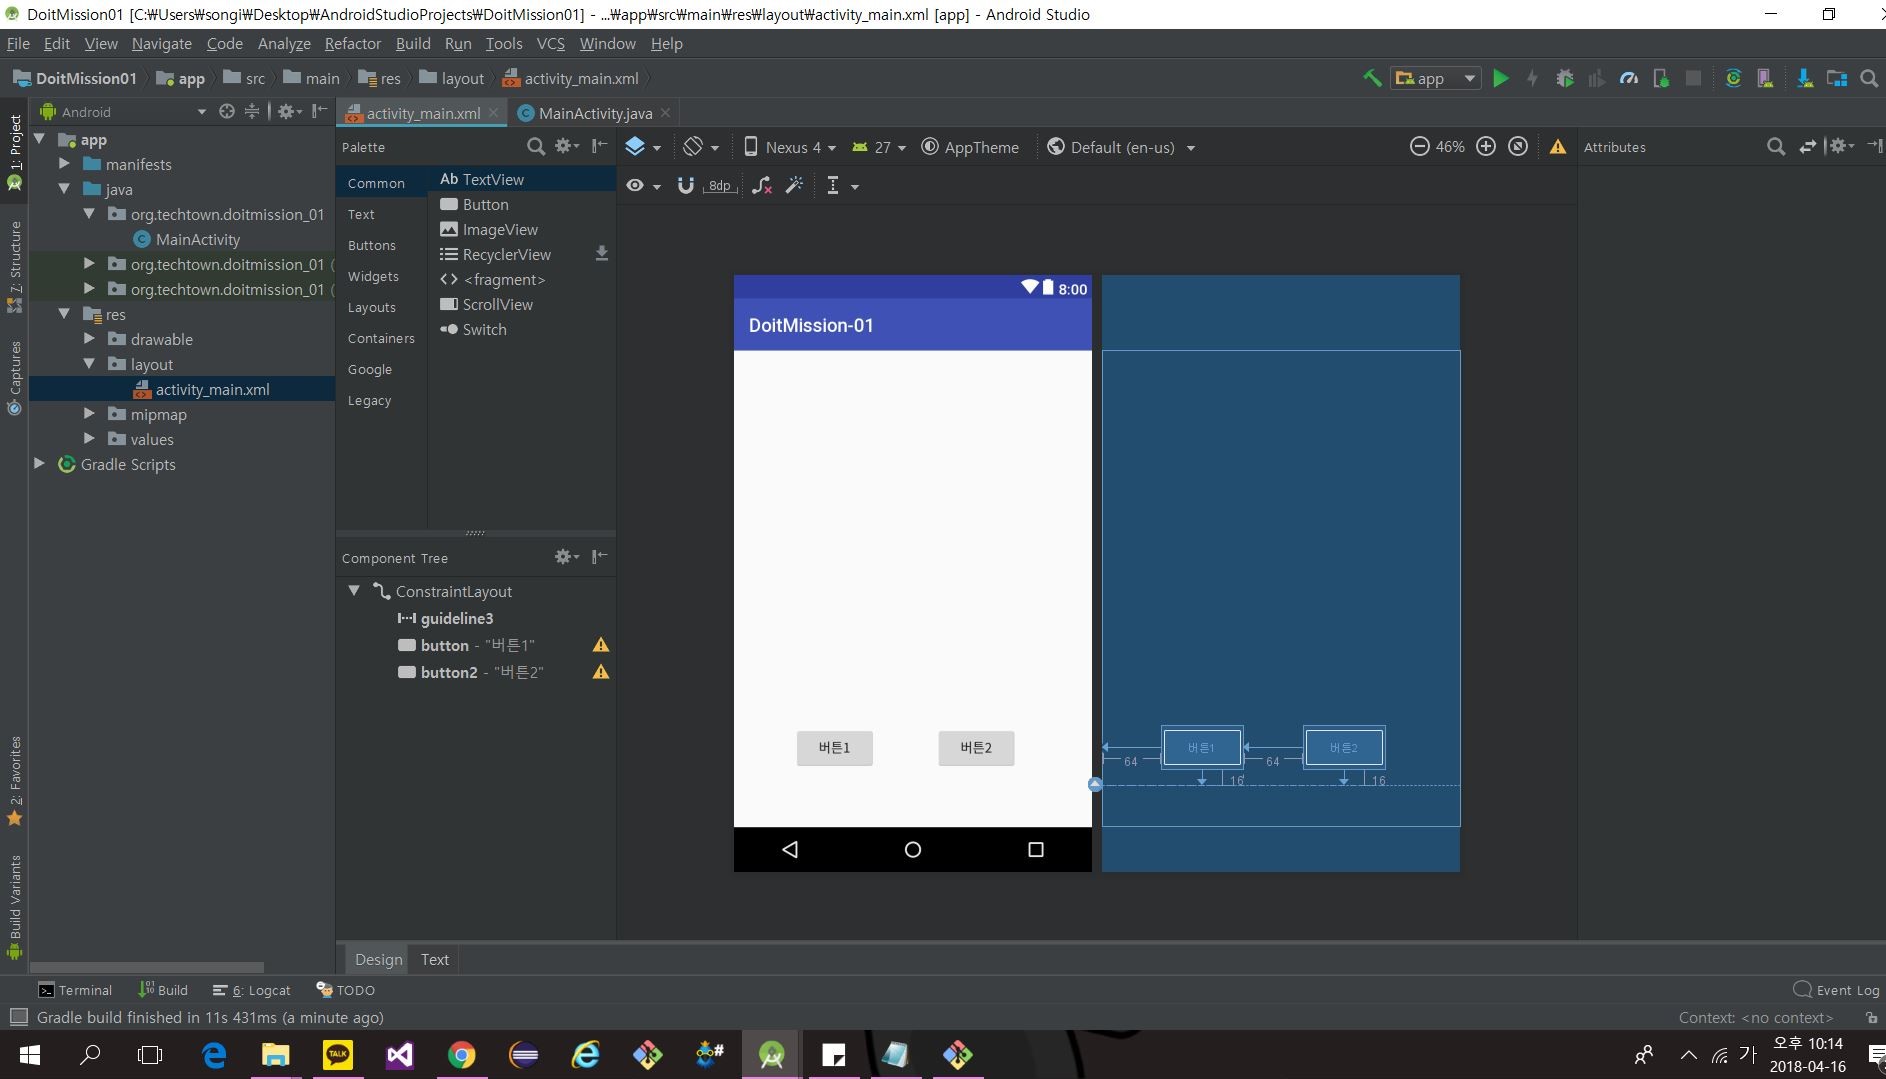 DoitMission01 [C:₩Users₩songi₩Desktop₩AndroidStudioProjects₩DoitMission01] - ...₩app₩src₩main₩res₩layout₩activity_main.xml [app] - Android Studio
File Edit View Navigate Code Analyze Refactor Build Run Tools VCS Window Help
DoitMission01 app src main res layout activity_main.xml app
Android
activity_main.xml MainActivity.java
1: Project
7: Structure
Captures
2: Favorites
Build Variants
app
manifests
java
org.techtown.doitmission_01
MainActivity
org.techtown.doitmission_01 (
org.techtown.doitmission_01 (
res
drawable
layout
activity_main.xml
mipmap
values
Gradle Scripts
Palette
Common
Text
Buttons
Widgets
Layouts
Containers
Google
Legacy
Ab TextView
Button
ImageView
RecyclerView
<fragment>
ScrollView
Switch
Component Tree
ConstraintLayout
guideline3
button - "버튼1"
button2 - "버튼2"
Nexus 4 27 AppTheme Default (en-us) 46%
8dp
Attributes
8:00
DoitMission-01
버튼1 버튼2
버튼1 버튼2
64 64
16 16
Design Text
Terminal Build 6: Logcat TODO Event Log
Gradle build finished in 11s 431ms (a minute ago) Context: <no context>
TALK
가
오후 10:14
2018-04-16